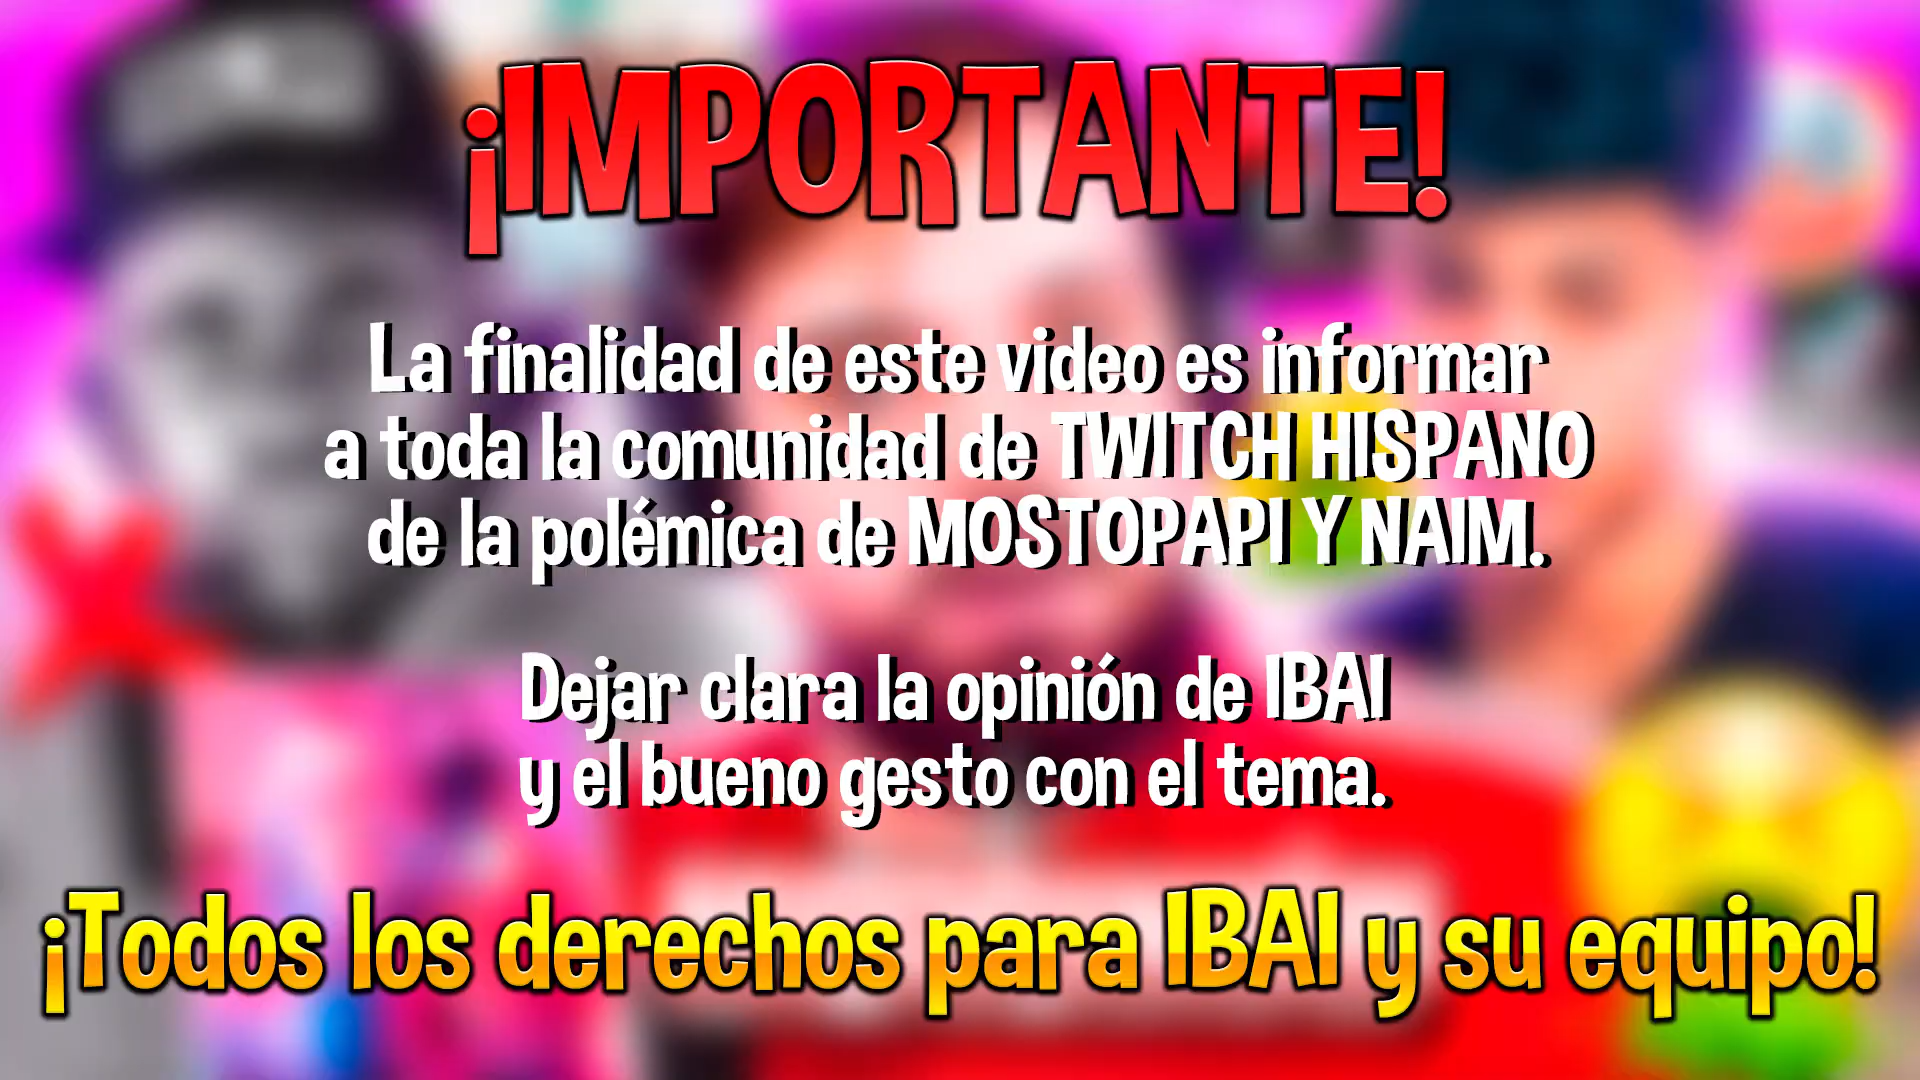 ¡IMPORTANTE!
La finalidad de este video es informar
a toda la comunidad de TWITCH HISPANO
de la polémica de MOSTOPAPI Y NAIM.
Dejar clara la opinión de IBAI
y el bueno gesto con el tema.
¡Todos los derechos para IBAI y su equipo!